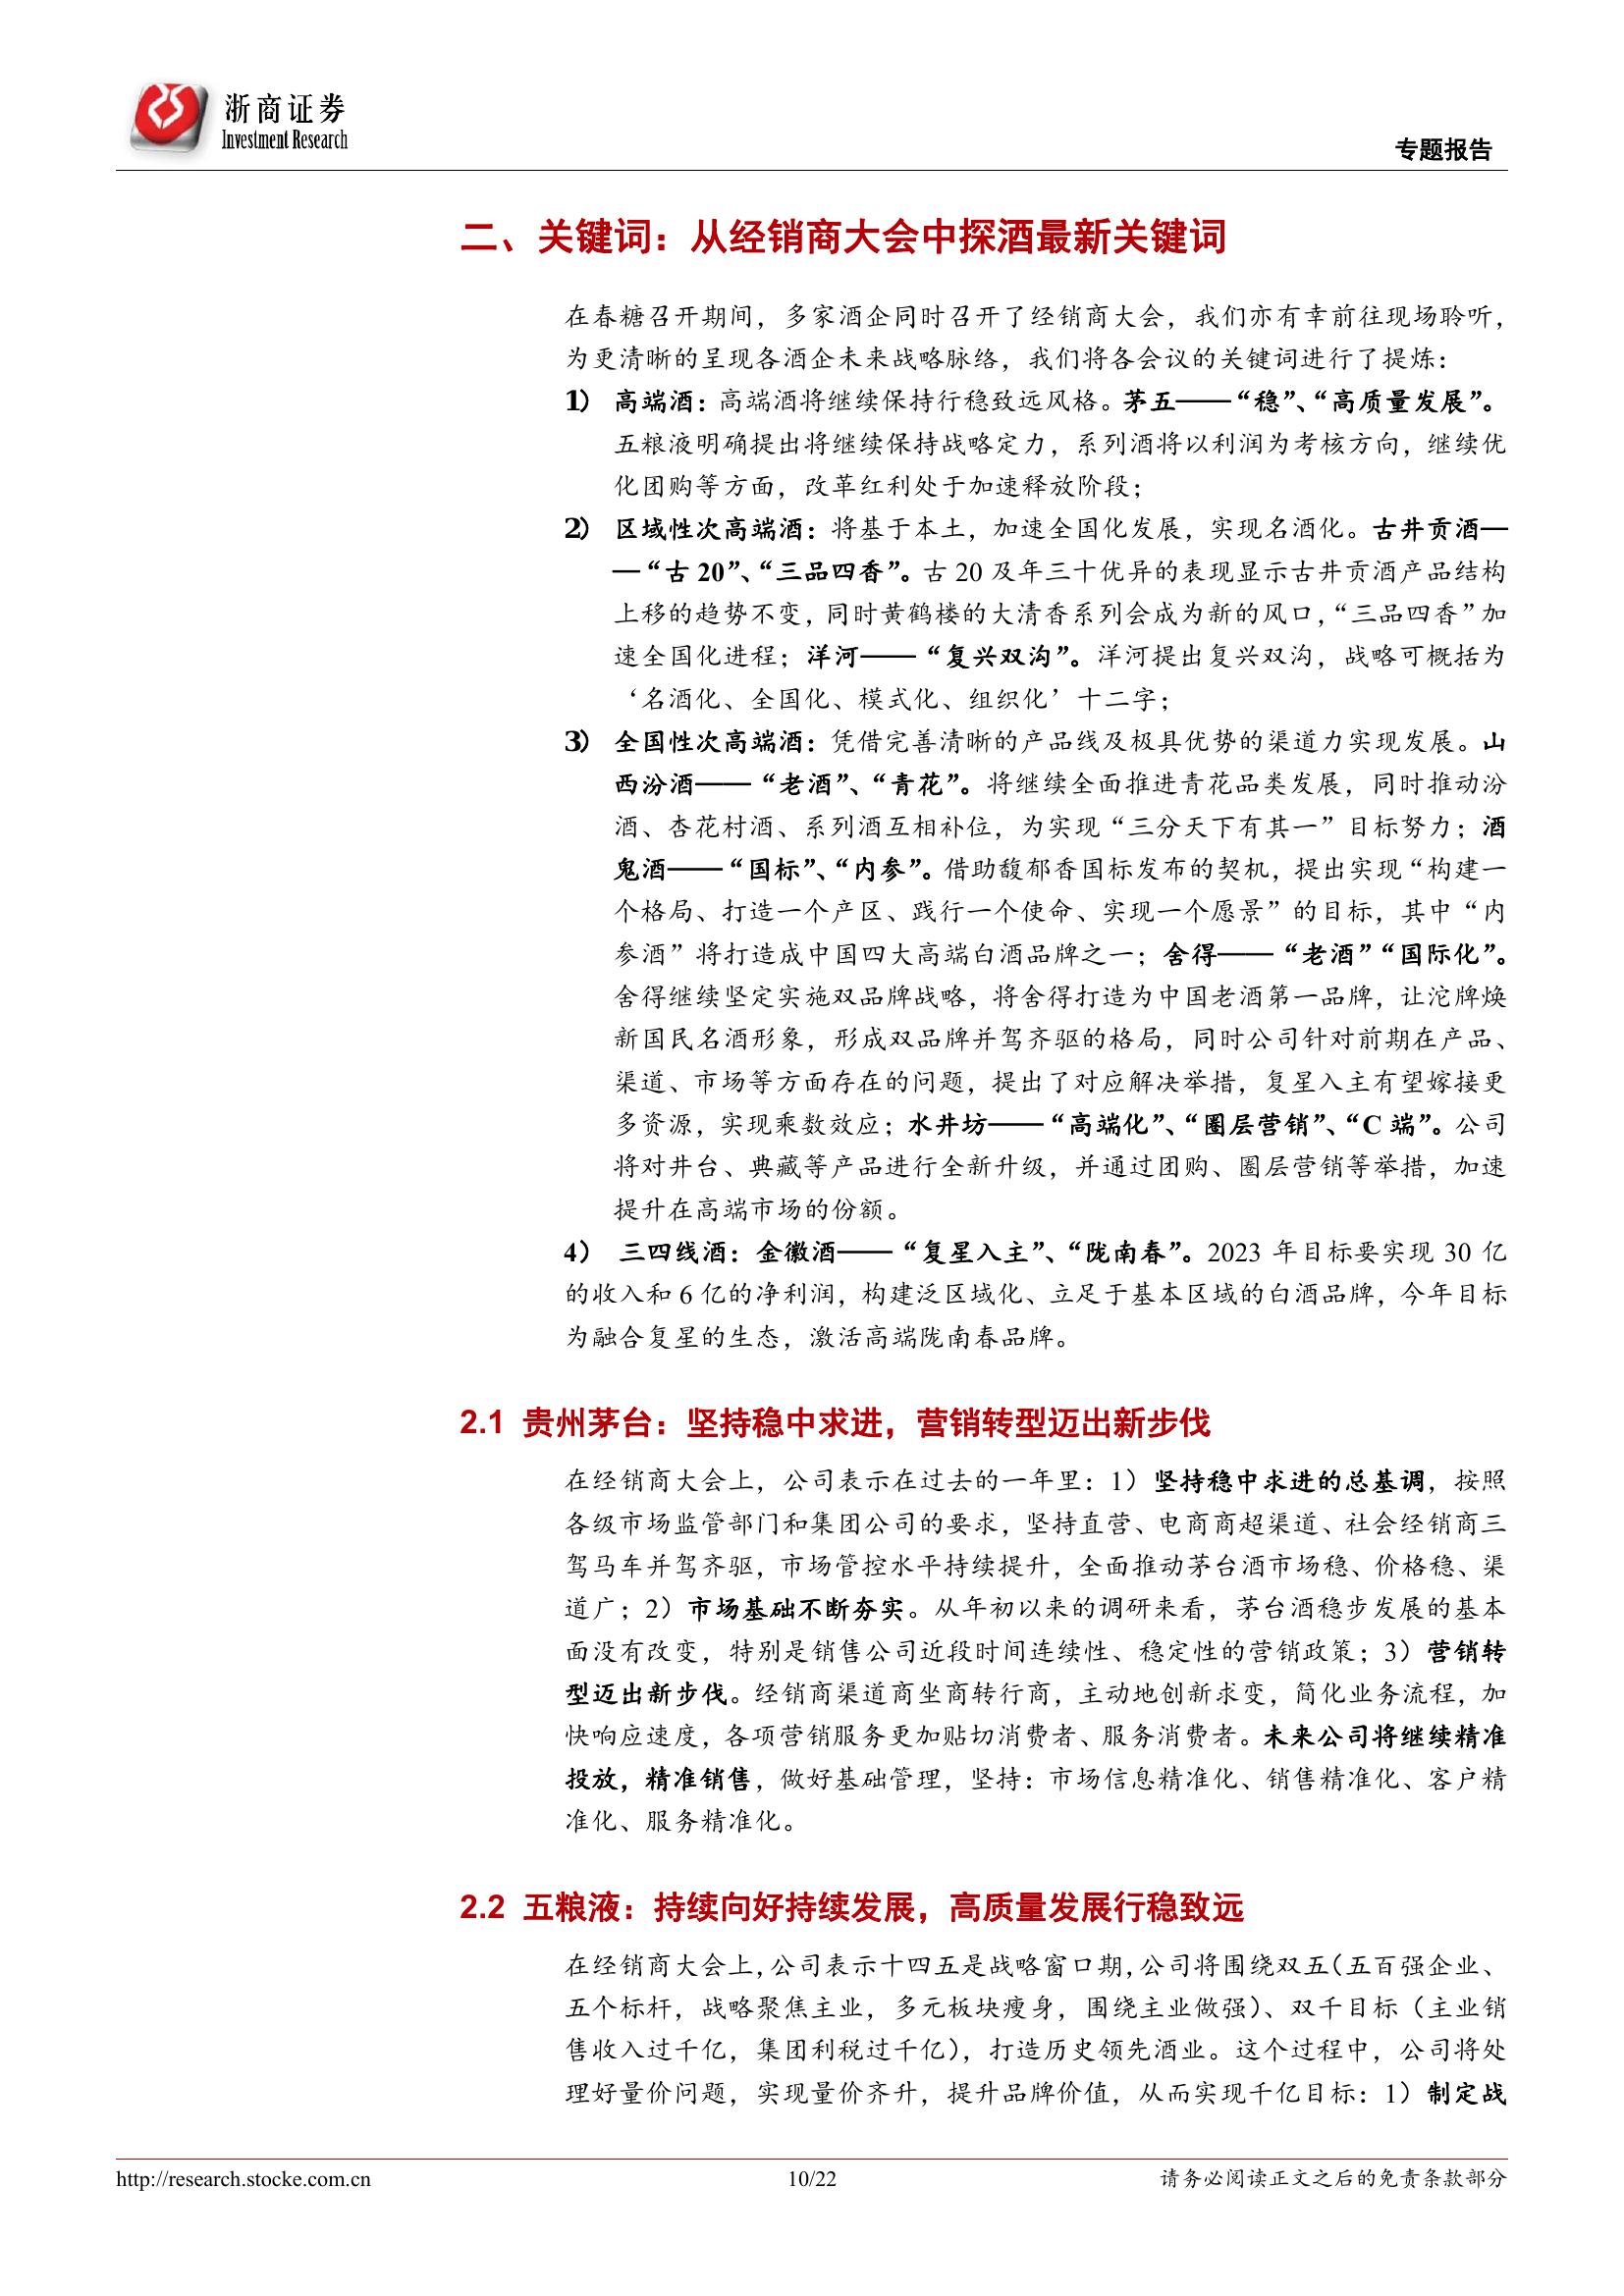 浙商证券
Investment Research
专题报告
二、关键词：从经销商大会中探酒最新关键词
在春糖召开期间，多家酒企同时召开了经销商大会，我们亦有幸前往现场聆听，
为更清晰的呈现各酒企未来战略脉络，我们将各会议的关键词进行了提炼：
1） 高端酒：高端酒将继续保持行稳致远风格。茅五——“稳”、“高质量发展”。
五粮液明确提出将继续保持战略定力，系列酒将以利润为考核方向，继续优
化团购等方面，改革红利处于加速释放阶段；
2） 区域性次高端酒：将基于本土，加速全国化发展，实现名酒化。古井贡酒—
—“古 20”、“三品四香”。古 20 及年三十优异的表现显示古井贡酒产品结构
上移的趋势不变，同时黄鹤楼的大清香系列会成为新的风口，“三品四香”加
速全国化进程；洋河——“复兴双沟”。洋河提出复兴双沟，战略可概括为
‘名酒化、全国化、模式化、组织化’十二字；
3） 全国性次高端酒：凭借完善清晰的产品线及极具优势的渠道力实现发展。山
西汾酒——“老酒”、“青花”。将继续全面推进青花品类发展，同时推动汾
酒、杏花村酒、系列酒互相补位，为实现“三分天下有其一”目标努力；酒
鬼酒——“国标”、“内参”。借助馥郁香国标发布的契机，提出实现“构建一
个格局、打造一个产区、践行一个使命、实现一个愿景”的目标，其中“内
参酒”将打造成中国四大高端白酒品牌之一；舍得——“老酒”“国际化”。
舍得继续坚定实施双品牌战略，将舍得打造为中国老酒第一品牌，让沱牌焕
新国民名酒形象，形成双品牌并驾齐驱的格局，同时公司针对前期在产品、
渠道、市场等方面存在的问题，提出了对应解决举措，复星入主有望嫁接更
多资源，实现乘数效应；水井坊——“高端化”、“圈层营销”、“C 端”。公司
将对井台、典藏等产品进行全新升级，并通过团购、圈层营销等举措，加速
提升在高端市场的份额。
4） 三四线酒：金徽酒——“复星入主”、“陇南春”。2023 年目标要实现 30 亿
的收入和 6 亿的净利润，构建泛区域化、立足于基本区域的白酒品牌，今年目标
为融合复星的生态，激活高端陇南春品牌。
2.1 贵州茅台：坚持稳中求进，营销转型迈出新步伐
在经销商大会上，公司表示在过去的一年里：1）坚持稳中求进的总基调，按照
各级市场监管部门和集团公司的要求，坚持直营、电商商超渠道、社会经销商三
驾马车并驾齐驱，市场管控水平持续提升，全面推动茅台酒市场稳、价格稳、渠
道广；2）市场基础不断夯实。从年初以来的调研来看，茅台酒稳步发展的基本
面没有改变，特别是销售公司近段时间连续性、稳定性的营销政策；3）营销转
型迈出新步伐。经销商渠道商坐商转行商，主动地创新求变，简化业务流程，加
快响应速度，各项营销服务更加贴切消费者、服务消费者。未来公司将继续精准
投放，精准销售，做好基础管理，坚持：市场信息精准化、销售精准化、客户精
准化、服务精准化。
2.2 五粮液：持续向好持续发展，高质量发展行稳致远
在经销商大会上，公司表示十四五是战略窗口期，公司将围绕双五（五百强企业、
五个标杆，战略聚焦主业，多元板块瘦身，围绕主业做强）、双千目标（主业销
售收入过千亿，集团利税过千亿），打造历史领先酒业。这个过程中，公司将处
理好量价问题，实现量价齐升，提升品牌价值，从而实现千亿目标：1）制定战
http://research.stocke.com.cn
10/22
请务必阅读正文之后的免责条款部分